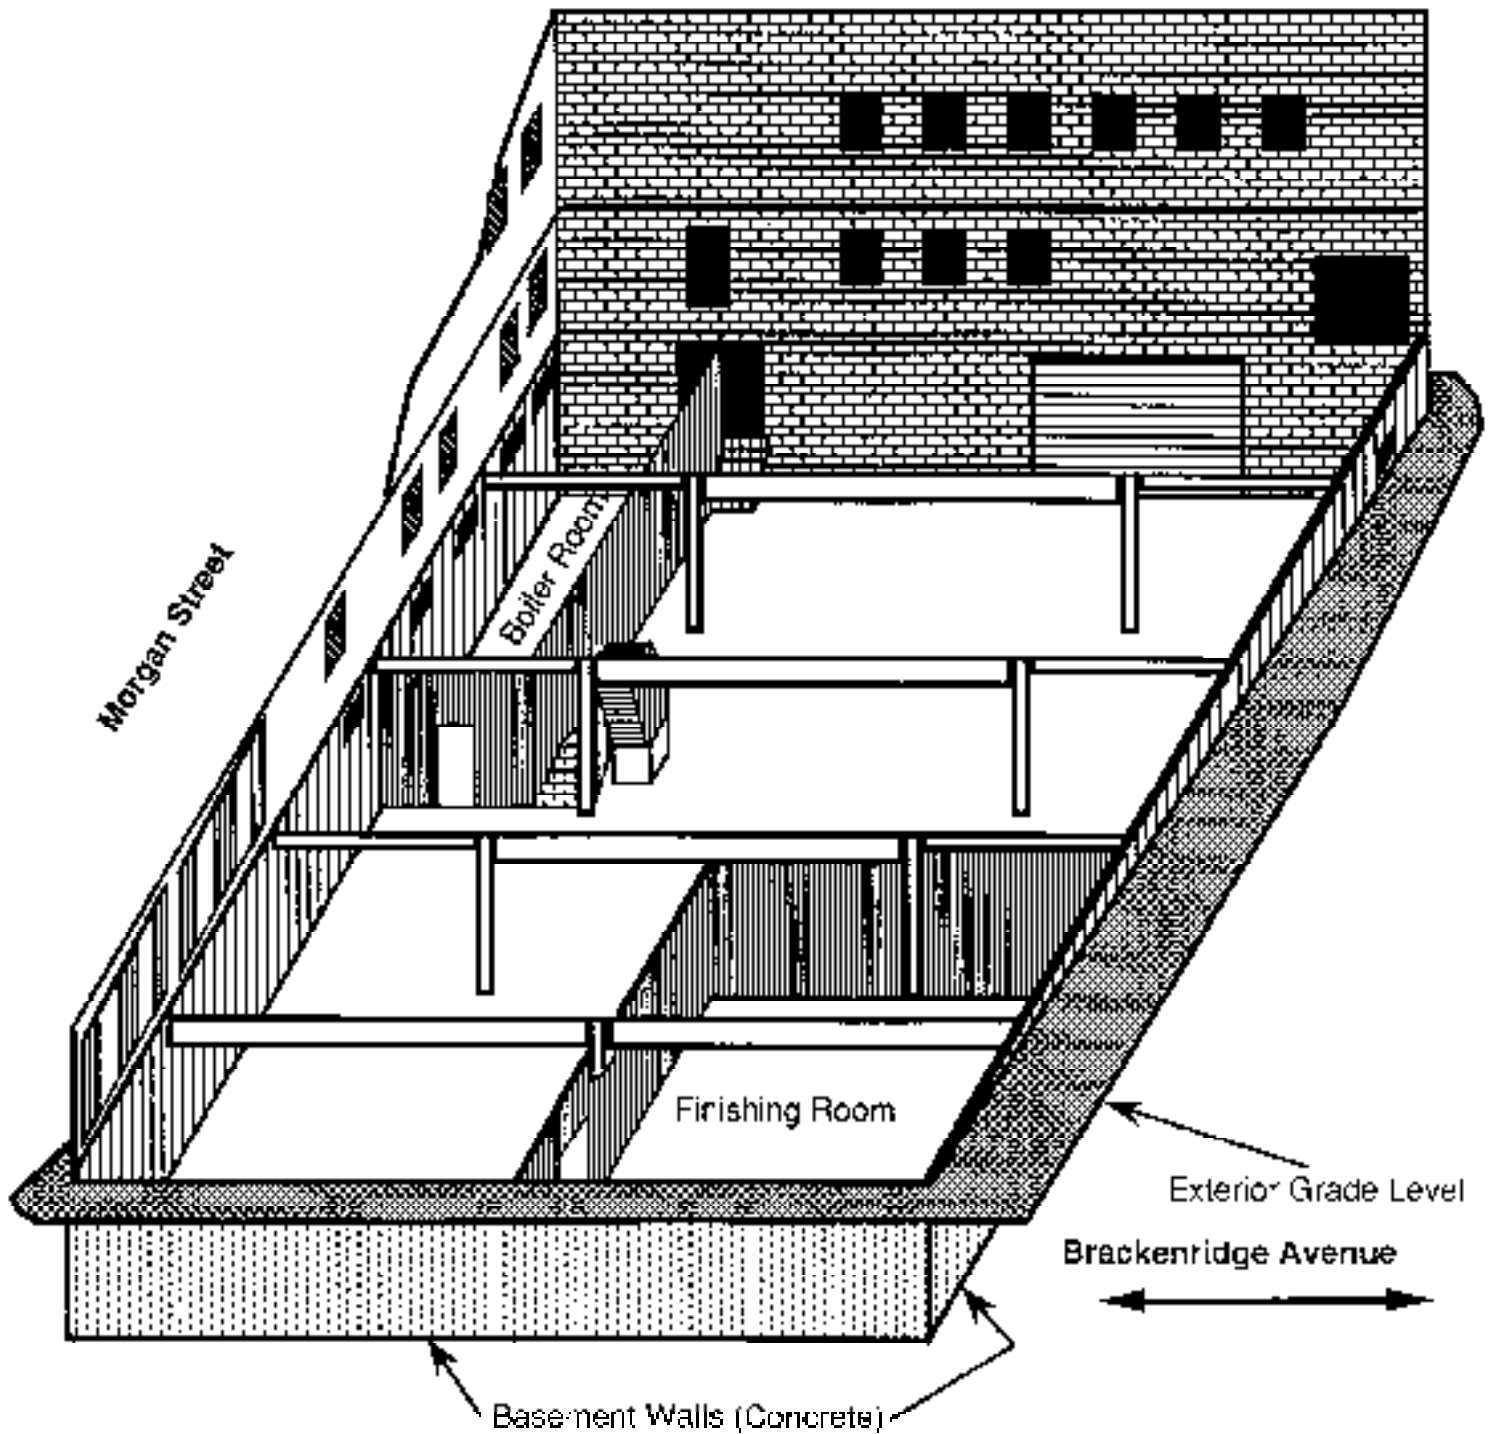 Boiler Room
Morgan Street
Finishing Room
Exterior Grade Level
Brackenridge Avenue
Basement Walls (Concrete)